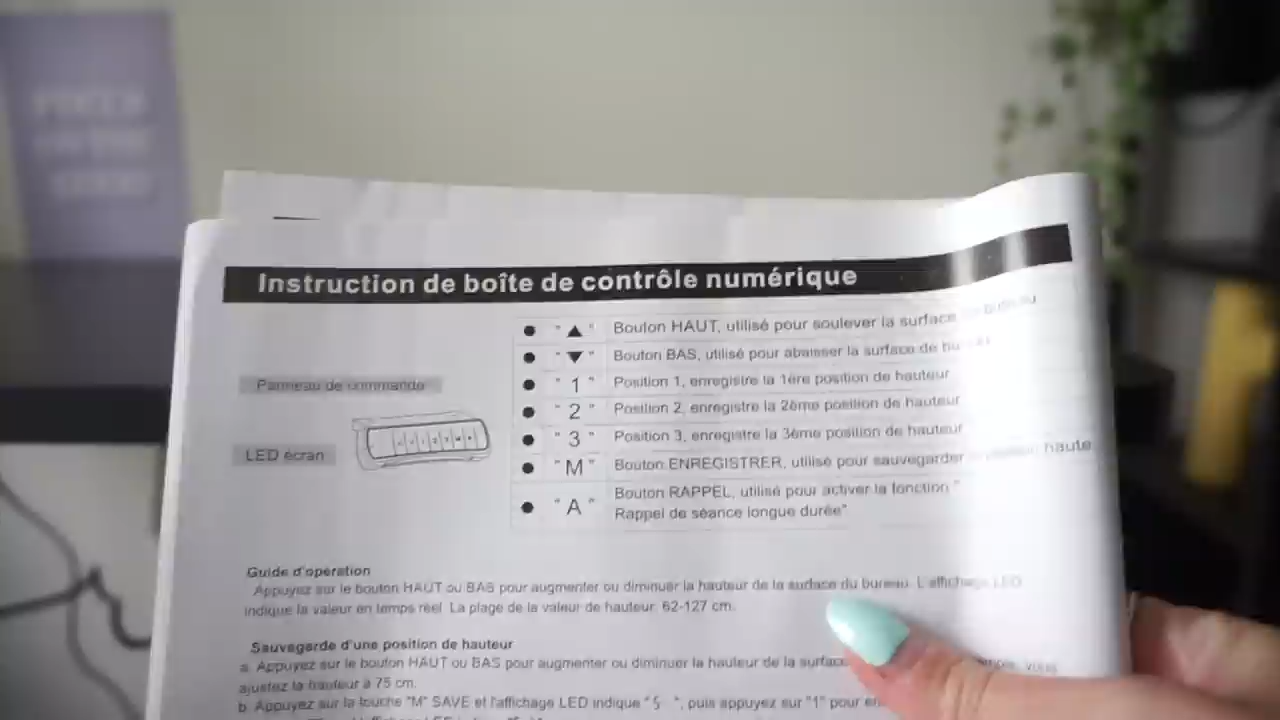 Instruction de boîte de contrôle numérique
" ▲ " Bouton HAUT, utilisé pour soulever la surface
" ▼ " Bouton BAS, utilisé pour abaisser la surface de
" 1 " Position 1, enregistre la 1ère position de hauteur
Panneau de commande
" 2 " Position 2, enregistre la 2ème position de hauteur
" 3 " Position 3, enregistre la 3ème position de hauteur
LED écran
" M " Bouton ENREGISTRER, utilisé pour sauvegarder haute
" A " Bouton RAPPEL, utilisé pour activer la fonction "
Rappel de séance longue durée"
Guide d'opération
Appuyez sur le bouton HAUT ou BAS pour augmenter ou diminuer la hauteur de la surface du bureau. L'affichage LED
indique la valeur en temps réel. La plage de la valeur de hauteur: 62-127 cm.
Sauvegarde d'une position de hauteur
a. Appuyez sur le bouton HAUT ou BAS pour augmenter ou diminuer la hauteur de la surface vous
ajustez la hauteur à 75 cm.
b. Appuyez sur la touche "M" SAVE et l'affichage LED indique "5 ", puis appuyez sur "1" pour